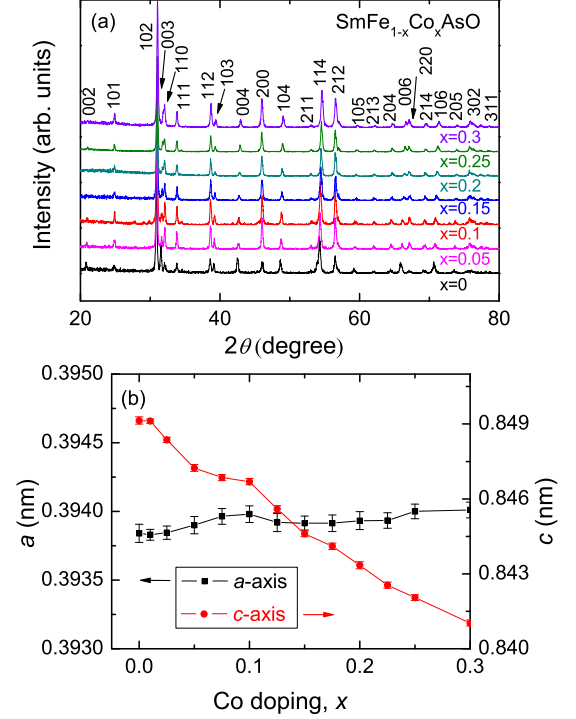 (a)
SmFe1-xCoxAsO
Intensity (arb. units)
002
101
102
003
110
111
112
103
004
200
104
211
114
212
105
213
204
006
220
214
106
205
302
311
x=0.3
x=0.25
x=0.2
x=0.15
x=0.1
x=0.05
x=0
20 30 40 50 60 70 80
2θ (degree)
(b)
0.3950
0.3945
0.3940
0.3935
0.3930
a (nm)
0.849
0.846
0.843
0.840
c (nm)
a-axis
c-axis
0.0 0.1 0.2 0.3
Co doping, x